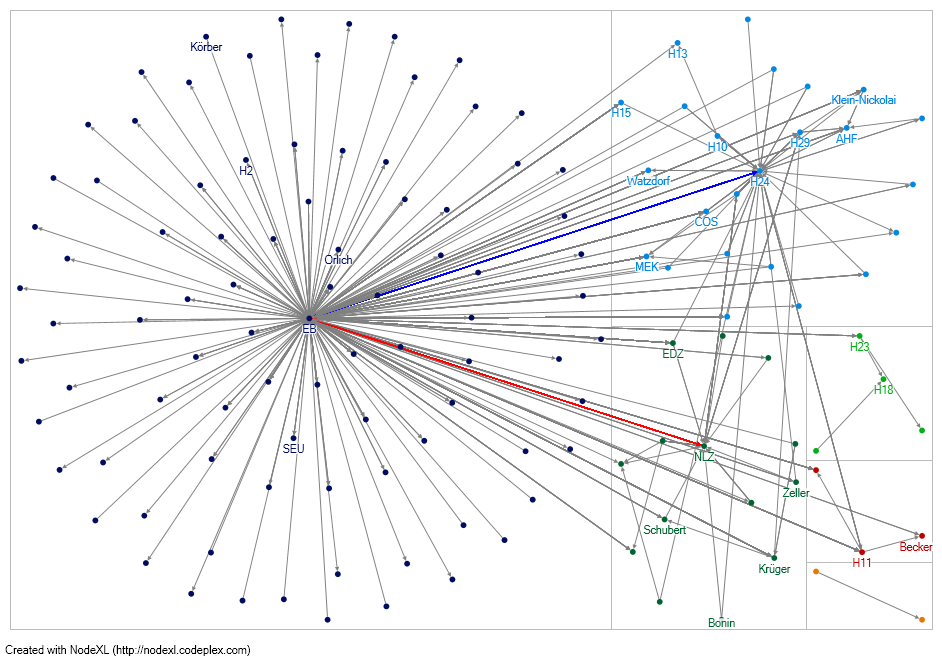 Körber
H13
Klein-Nickolai
H15
H10
H29
AHF
H2
Watzdorf
H24
COS
Orlich
MEK
EB
H23
EDZ
H18
SEU
NLZ
Zeller
Schubert
Becker
H11
Krüger
Bonin
Created with NodeXL (http://nodexl.codeplex.com)